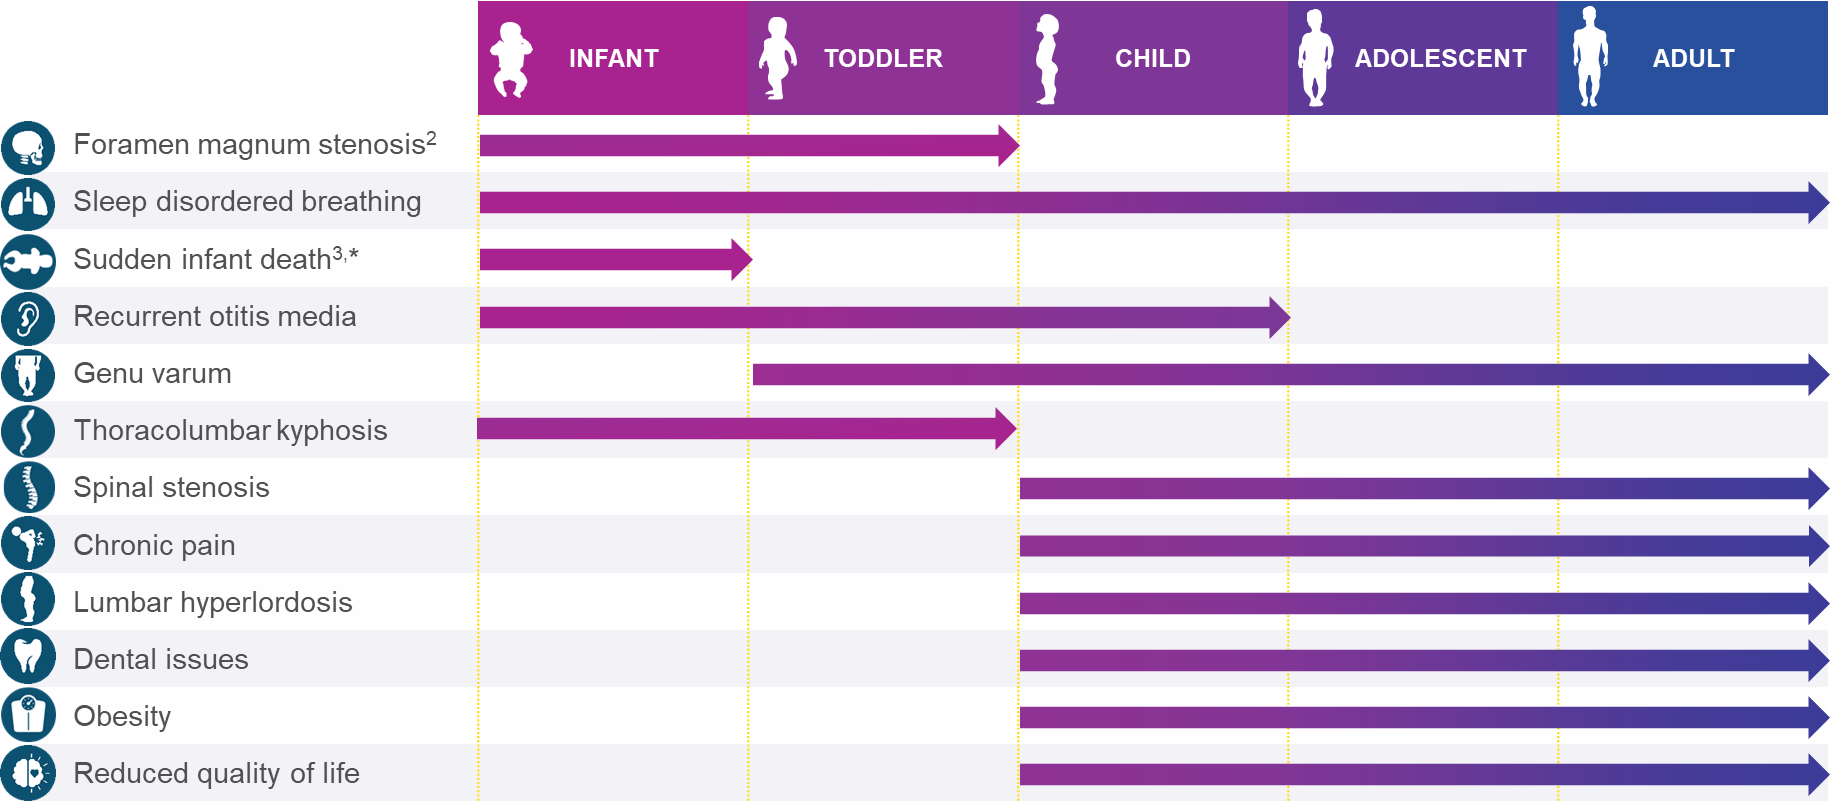 INFANT TODDLER CHILD ADOLESCENT ADULT
Foramen magnum stenosis2
Sleep disordered breathing
Sudden infant death3,*
Recurrent otitis media
Genu varum
Thoracolumbar kyphosis
Spinal stenosis
Chronic pain
Lumbar hyperlordosis
Dental issues
Obesity
Reduced quality of life